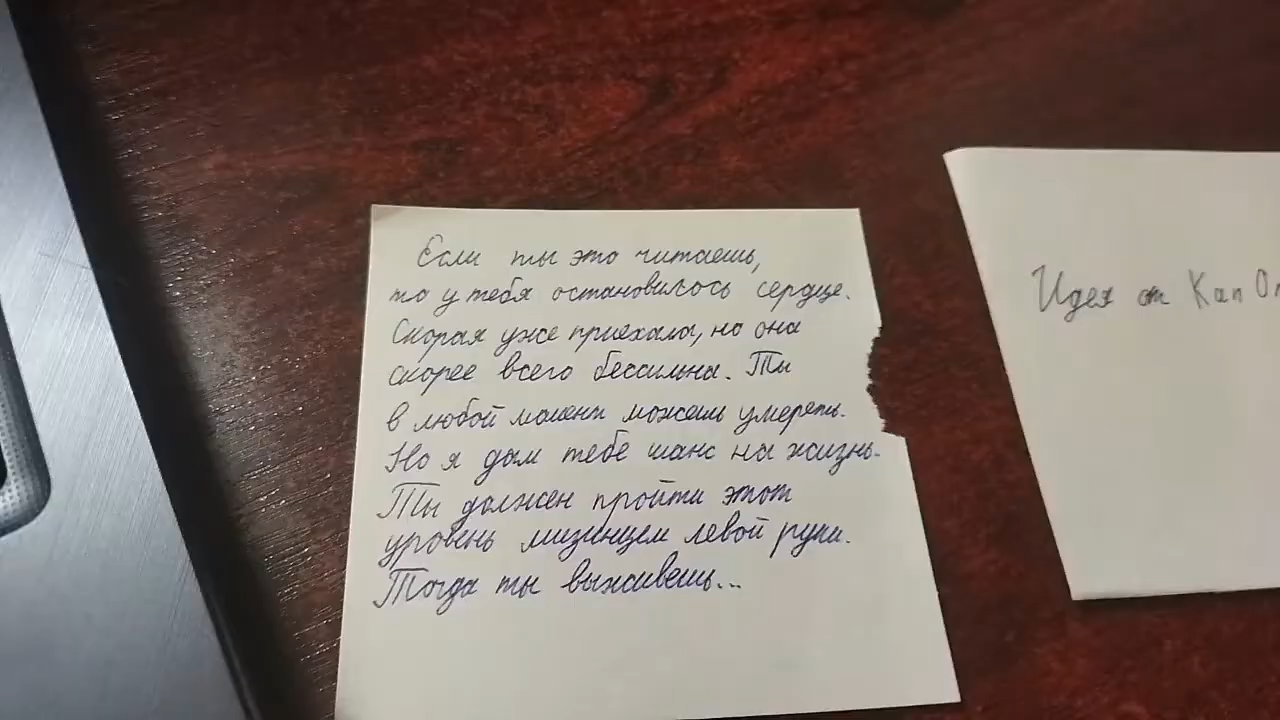 Если ты это читаешь,
то у тебя остановилось сердце.
Скорая уже приехала, но она
скорее всего бессильна. Ты
в любой момент можешь умереть.
Но я дам тебе шанс на жизнь.
Ты должен пройти этот
уровень мизинцем левой руки.
Тогда ты выживешь...
Идея от Кап